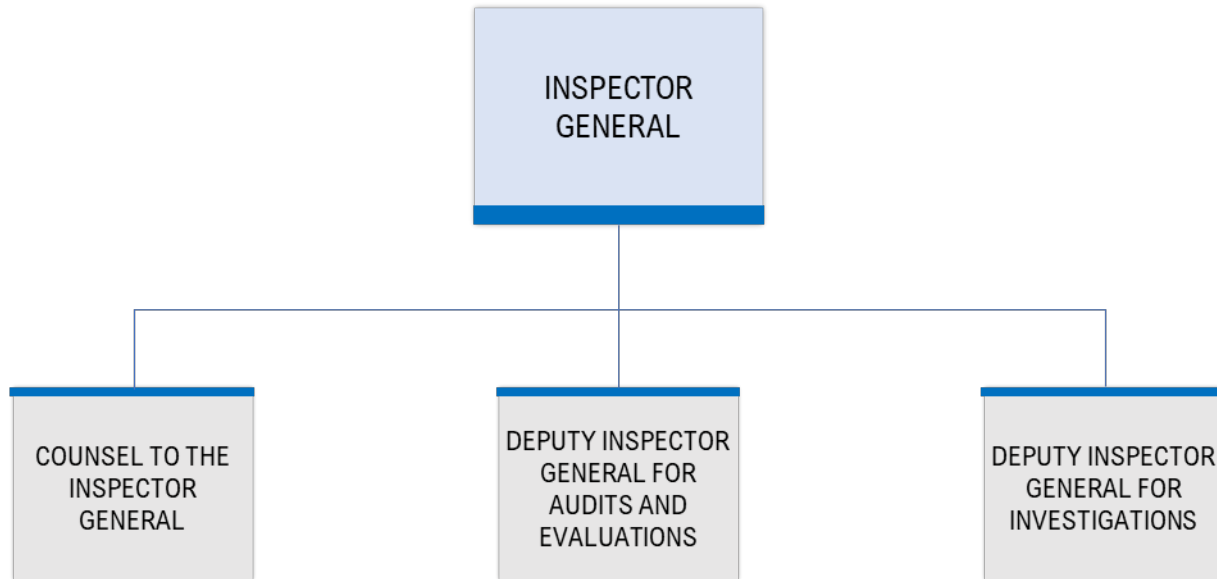 INSPECTOR
GENERAL
COUNSEL TO THE
INSPECTOR
GENERAL
DEPUTY INSPECTOR
GENERAL FOR
AUDITS AND
EVALUATIONS
DEPUTY INSPECTOR
GENERAL FOR
INVESTIGATIONS